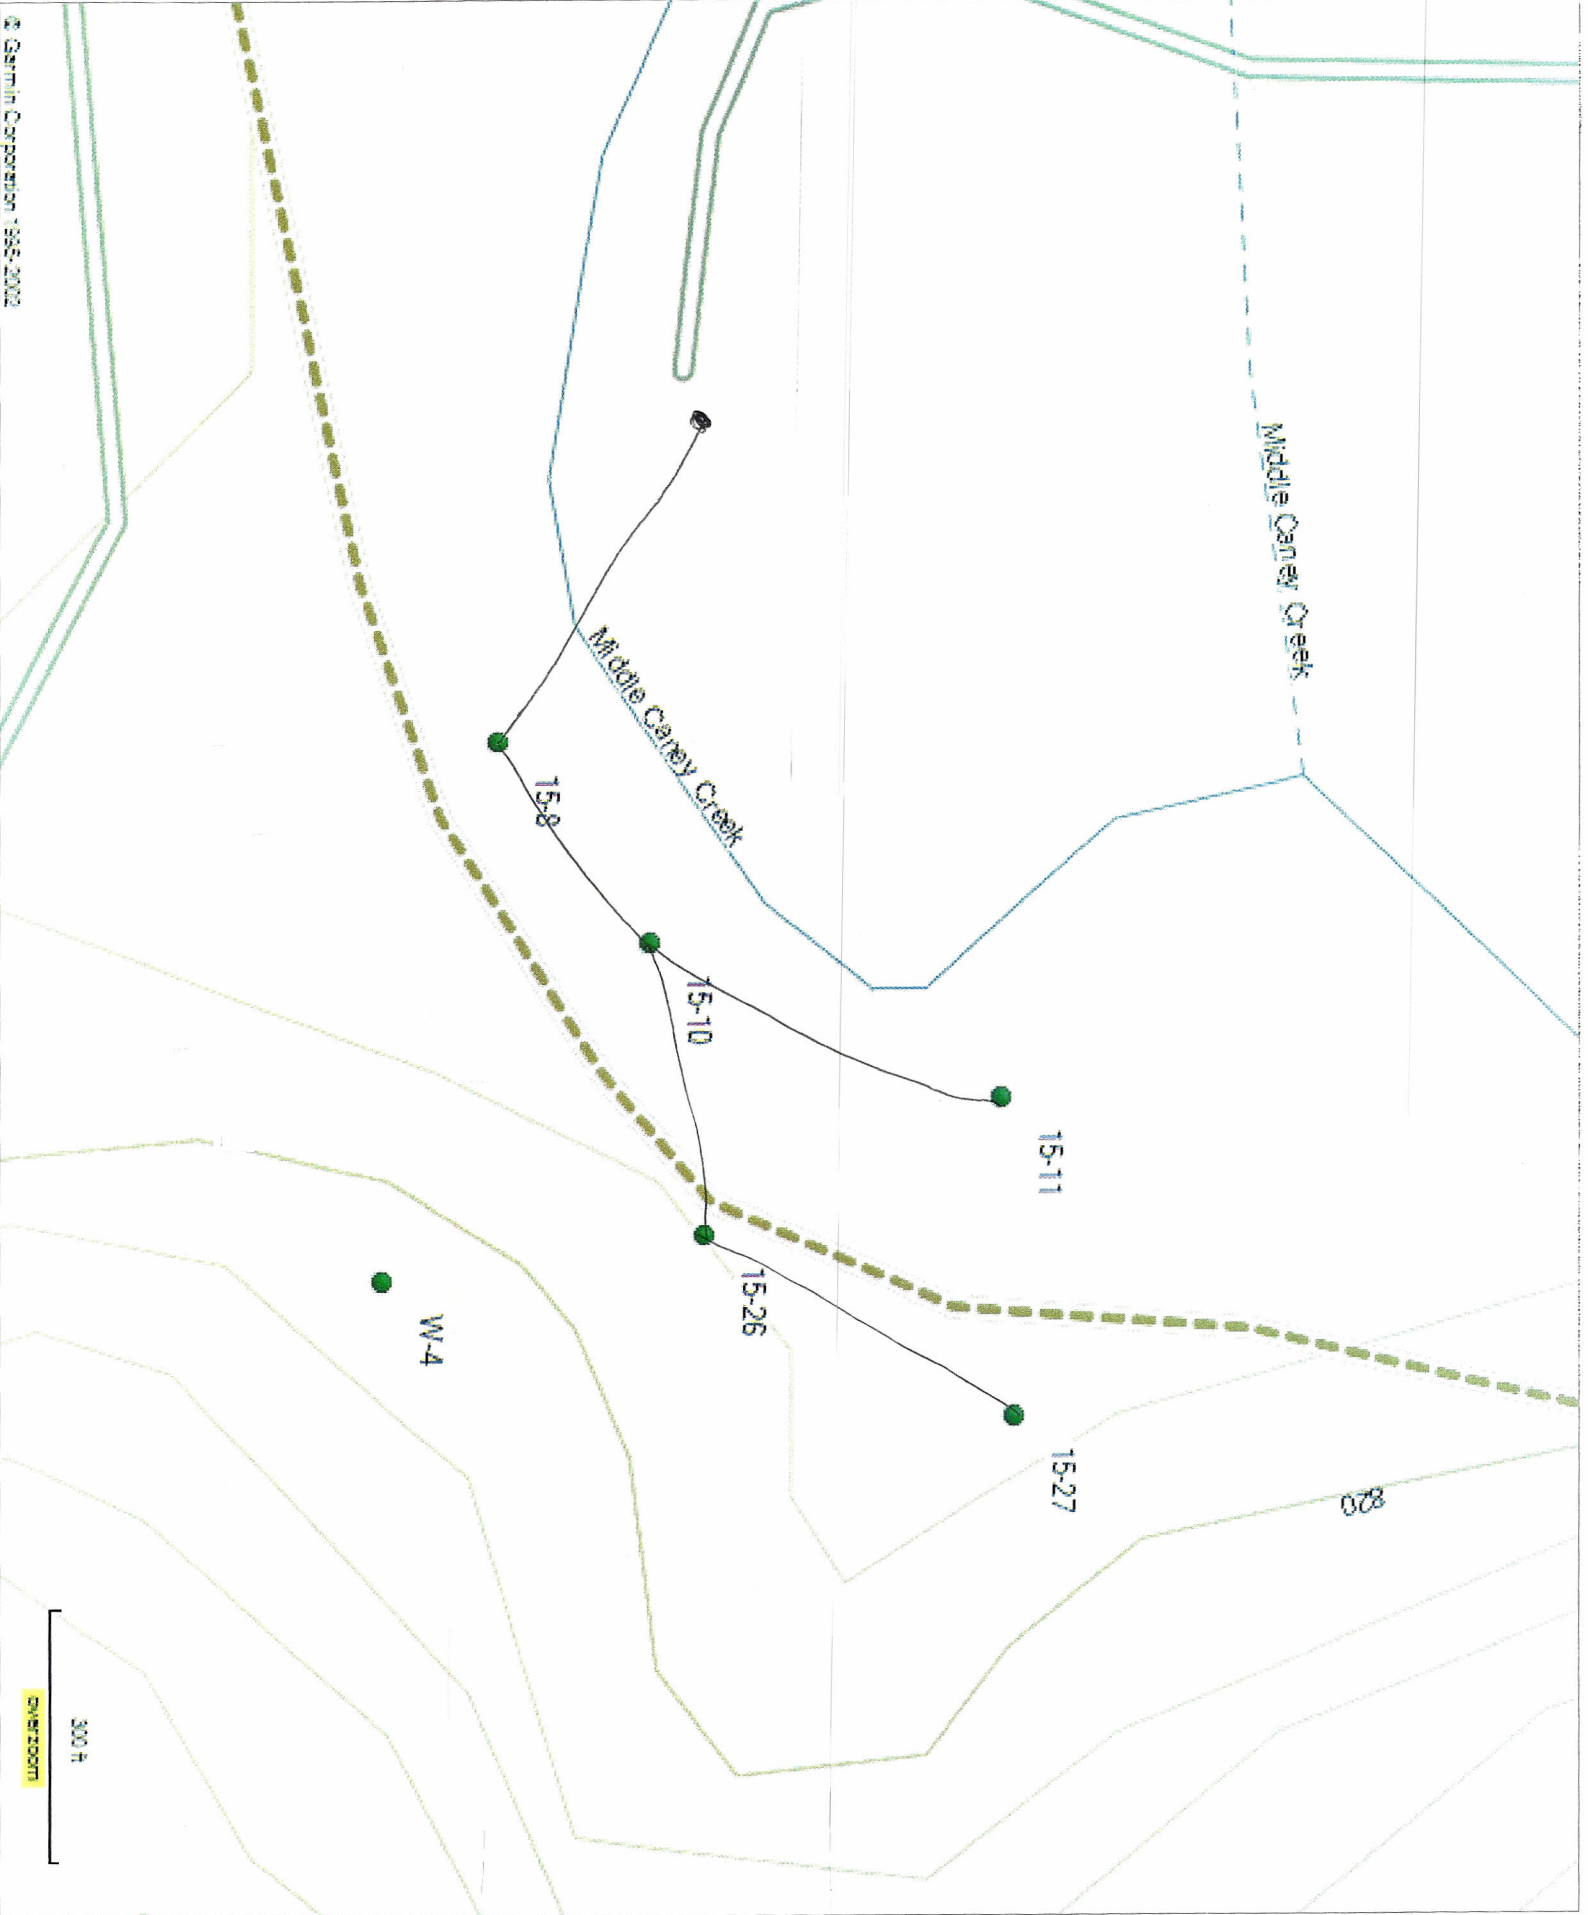 Middle Caney Creek
Middle Caney Creek
15-8
15-10
15-11
15-26
15-27
W-4
300 ft
overzoom
© Garmin Corporation 1995-2002